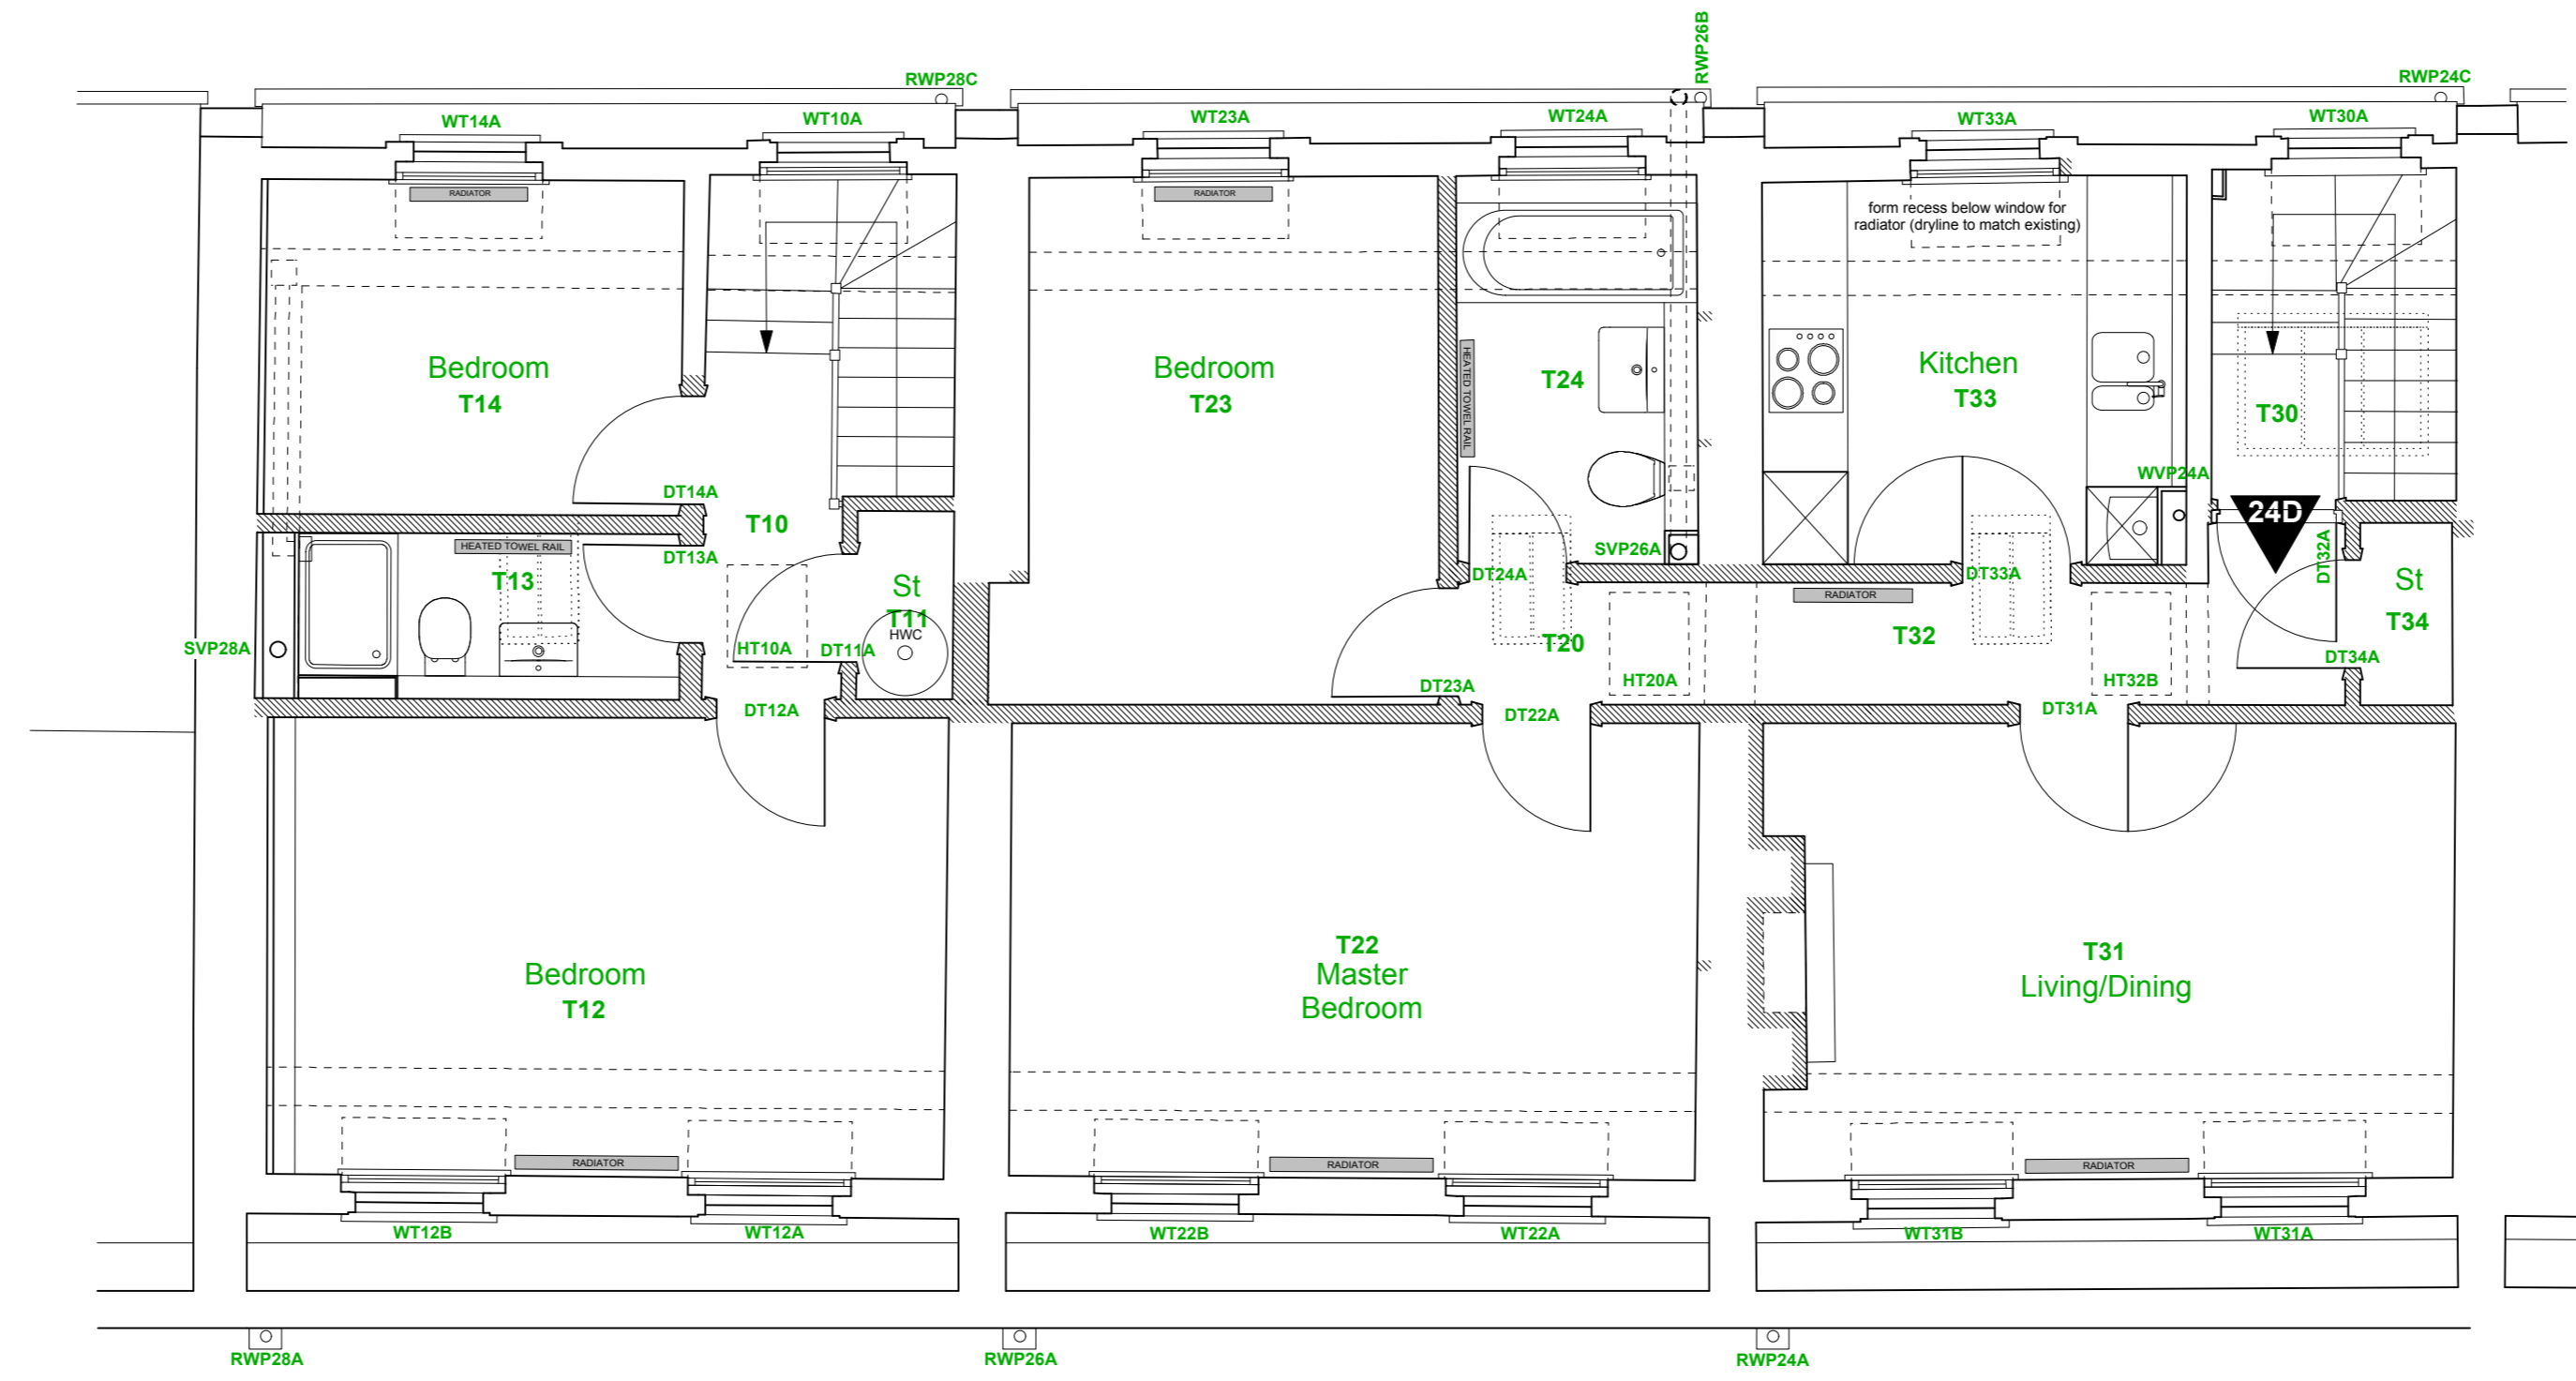 RWP26B
RWP28C
RWP24C
WT14A
WT10A
WT23A
WT24A
WT33A
WT30A
RADIATOR
RADIATOR
form recess below window for
radiator (dryline to match existing)
Bedroom
T14
Bedroom
T23
HEATED TOWEL RAIL
T24
Kitchen
T33
T30
WVP24A
DT14A
T10
24D
HEATED TOWEL RAIL
DT13A
T13
St
T11
HWC
SVP26A
DT24A
DT33A
DT32A
St
T34
RADIATOR
SVP28A
HT10A
DT11A
T20
T32
DT34A
HT20A
HT32B
DT23A
DT12A
DT22A
DT31A
Bedroom
T12
T22
Master
Bedroom
T31
Living/Dining
RADIATOR
RADIATOR
RADIATOR
WT12B
WT12A
WT22B
WT22A
WT31B
WT31A
RWP28A
RWP26A
RWP24A